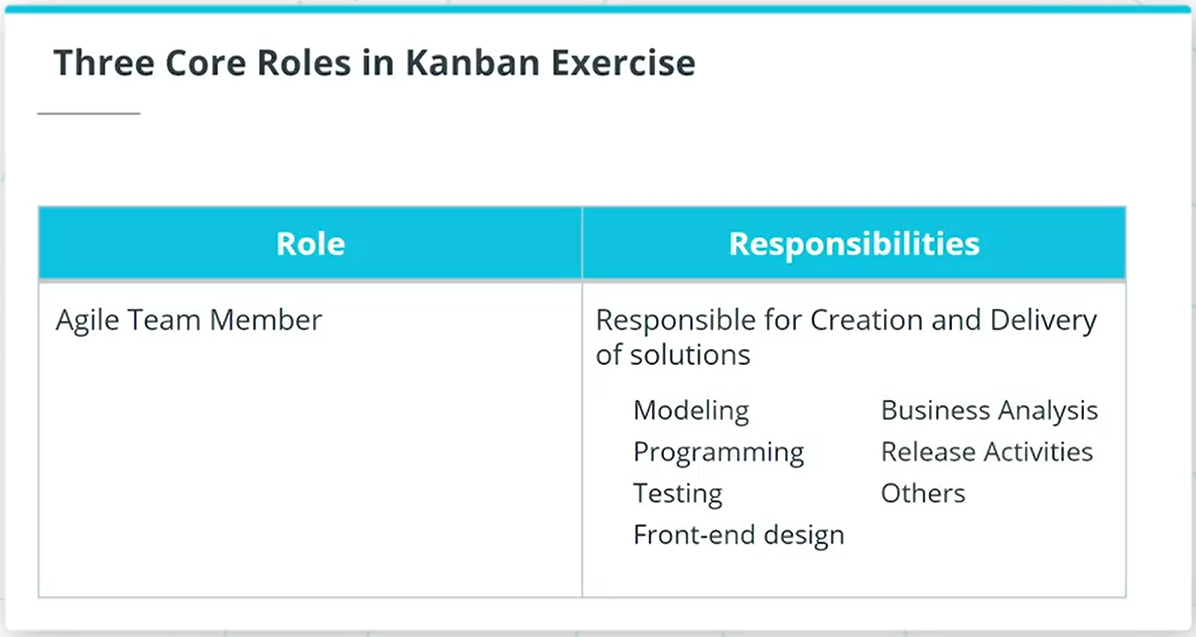 Three Core Roles in Kanban Exercise
Role
Responsibilities
Agile Team Member
Responsible for Creation and Delivery
of solutions
Modeling
Programming
Testing
Front-end design
Business Analysis
Release Activities
Others